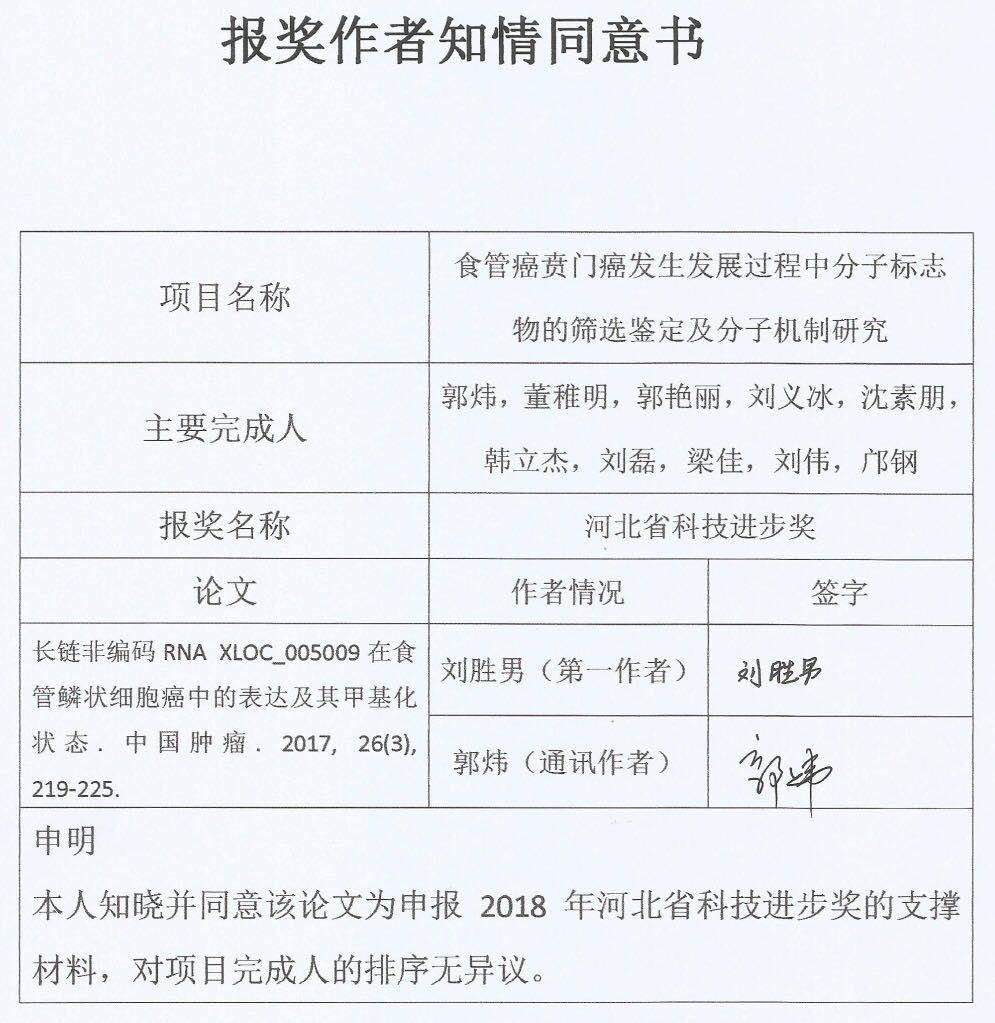 报奖作者知情同意书
项目名称
食管癌贲门癌发生发展过程中分子标志
物的筛选鉴定及分子机制研究
主要完成人
郭炜，董稚明，郭艳丽，刘义冰，沈素朋，
韩立杰，刘磊，梁佳，刘伟，邝钢
报奖名称
河北省科技进步奖
论文
作者情况
签字
长链非编码 RNA XLOC_005009 在食
管鳞状细胞癌中的表达及其甲基化
状态. 中国肿瘤. 2017, 26(3),
219-225.
刘胜男（第一作者）
刘胜男
郭炜（通讯作者）
郭炜
申明
本人知晓并同意该论文为申报 2018 年河北省科技进步奖的支撑
材料，对项目完成人的排序无异议。